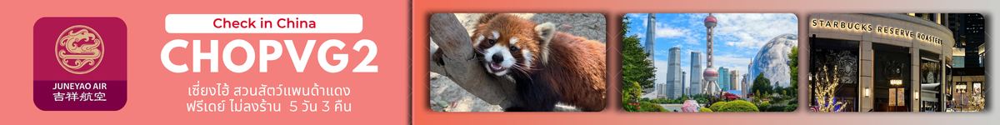 JUNEYAO AIR
吉祥航空
Check in China
CHOPVG2
เซี่ยงไฮ้ สวนสัตว์แพนด้าแดง
ฟรีเดย์ ไม่ลงร้าน 5 วัน 3 คืน
STARBUCKS RESERVE ROASTERY